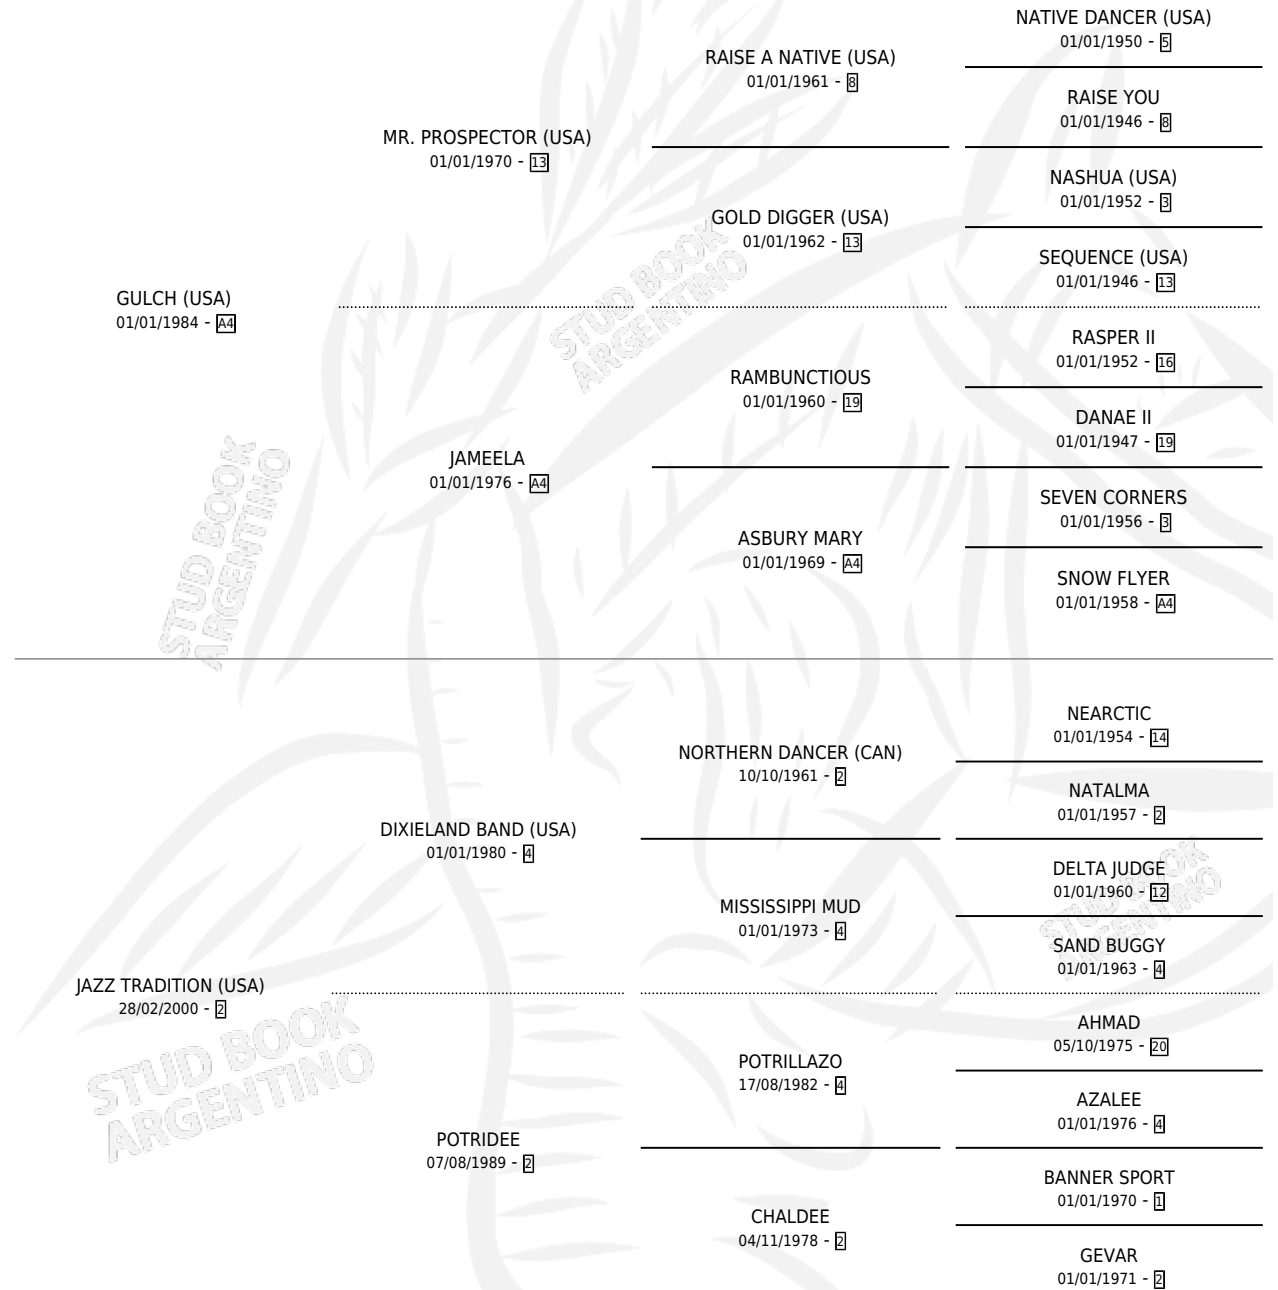 NATIVE DANCER (USA)
01/01/1950 - 5
RAISE A NATIVE (USA)
01/01/1961 - 8
RAISE YOU
01/01/1946 - 8
MR. PROSPECTOR (USA)
01/01/1970 - 13
NASHUA (USA)
01/01/1952 - 3
GOLD DIGGER (USA)
01/01/1962 - 13
SEQUENCE (USA)
01/01/1946 - 13
GULCH (USA)
01/01/1984 - A4
RASPER II
01/01/1952 - 16
RAMBUNCTIOUS
01/01/1960 - 19
DANAE II
01/01/1947 - 19
JAMEELA
01/01/1976 - A4
SEVEN CORNERS
01/01/1956 - 3
ASBURY MARY
01/01/1969 - A4
SNOW FLYER
01/01/1958 - A4
NEARCTIC
01/01/1954 - 14
NORTHERN DANCER (CAN)
10/10/1961 - 2
NATALMA
01/01/1957 - 2
DIXIELAND BAND (USA)
01/01/1980 - 4
DELTA JUDGE
01/01/1960 - 12
MISSISSIPPI MUD
01/01/1973 - 4
SAND BUGGY
01/01/1963 - 4
JAZZ TRADITION (USA)
28/02/2000 - 2
AHMAD
05/10/1975 - 20
POTRILLAZO
17/08/1982 - 4
AZALEE
01/01/1976 - 4
POTRIDEE
07/08/1989 - 2
BANNER SPORT
01/01/1970 - 1
CHALDEE
04/11/1978 - 2
GEVAR
01/01/1971 - 2
STUD BOOK
ARGENTINO
STUD BOOK
ARGENTINO
STUD BOOK
ARGENTINO
STUD BOOK
ARGENTINO